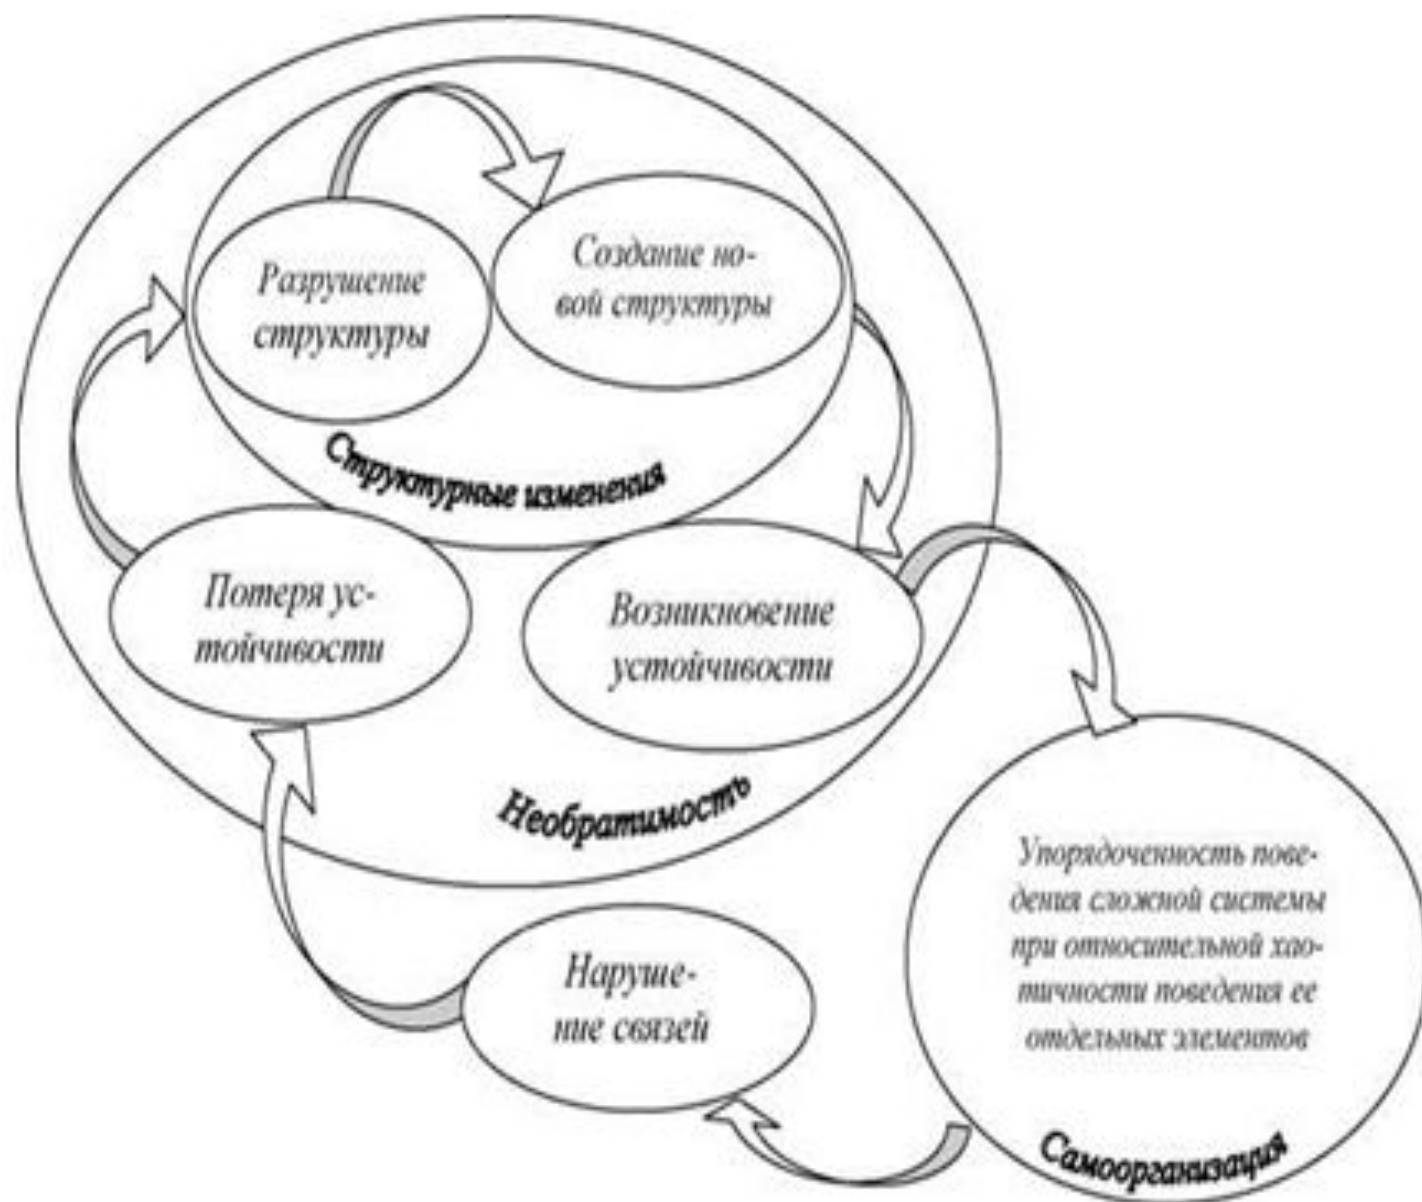 Разрушение
структуры
Создание но-
вой структуры
Структурные изменения
Потеря ус-
тойчивости
Возникновение
устойчивости
Необратимость
Наруше-
ние связей
Упорядоченность пове-
дения сложной системы
при относительной хао-
тичности поведения ее
отдельных элементов
Самоорганизация